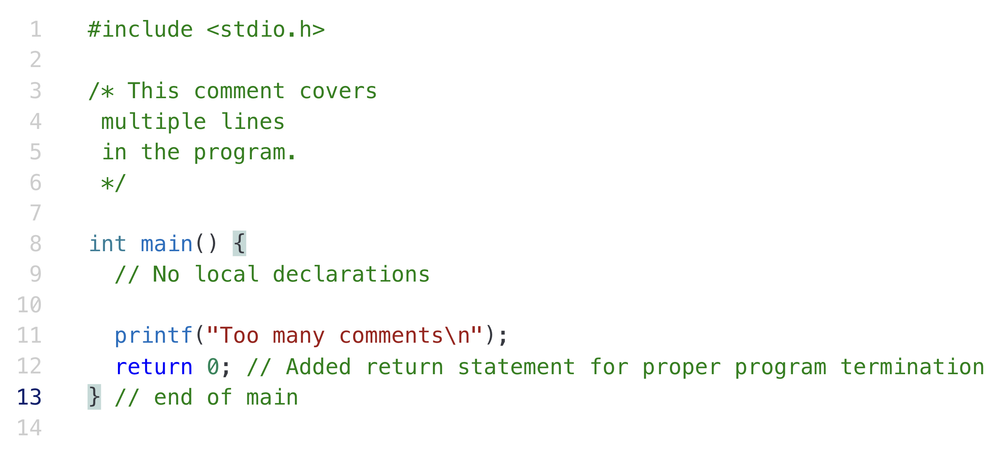 1 #include <stdio.h>
2
3 /* This comment covers
4  multiple lines
5  in the program.
6  */
7
8 int main() {
9   // No local declarations
10
11   printf("Too many comments\n");
12   return 0; // Added return statement for proper program termination
13 } // end of main
14